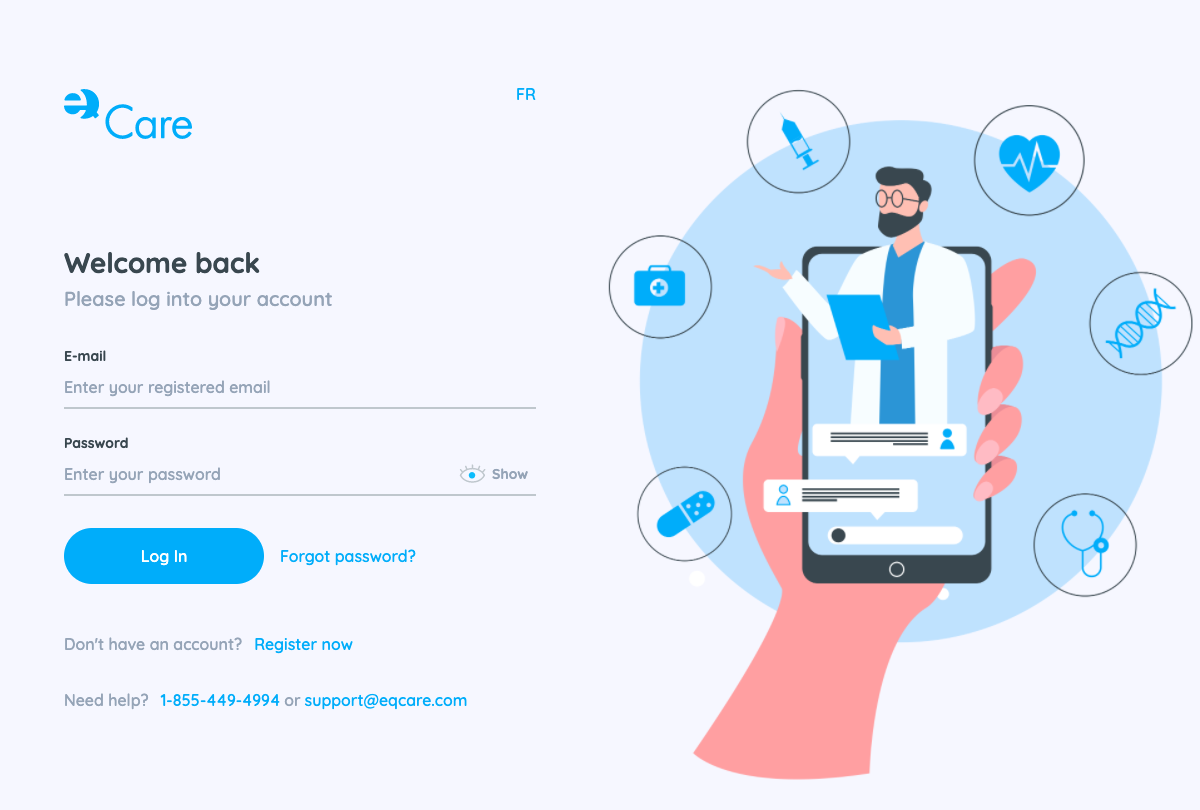 eQ Care
FR
Welcome back
Please log into your account
E-mail
Enter your registered email
Password
Enter your password
Show
Log In
Forgot password?
Don't have an account? Register now
Need help? 1-855-449-4994 or support@eqcare.com